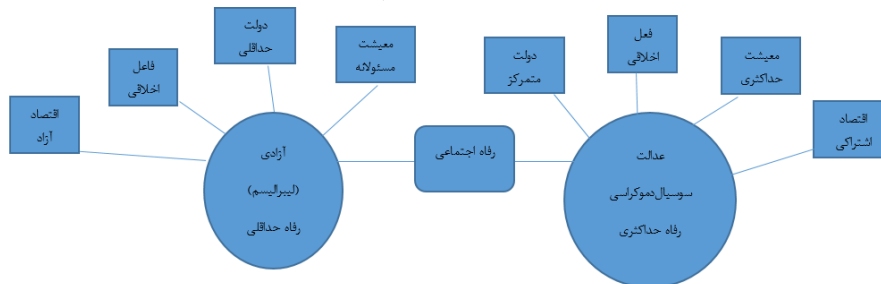 اقتصاد
اشتراکی
معیشت
حداکثری
فعل
اخلاقی
دولت
متمرکز
عدالت
سوسیال‌دموکراسی
رفاه حداکثری
رفاه اجتماعی
معیشت
مسئولانه
دولت
حداقلی
فاعل
اخلاقی
اقتصاد
آزاد
آزادی
(لیبرالیسم)
رفاه حداقلی